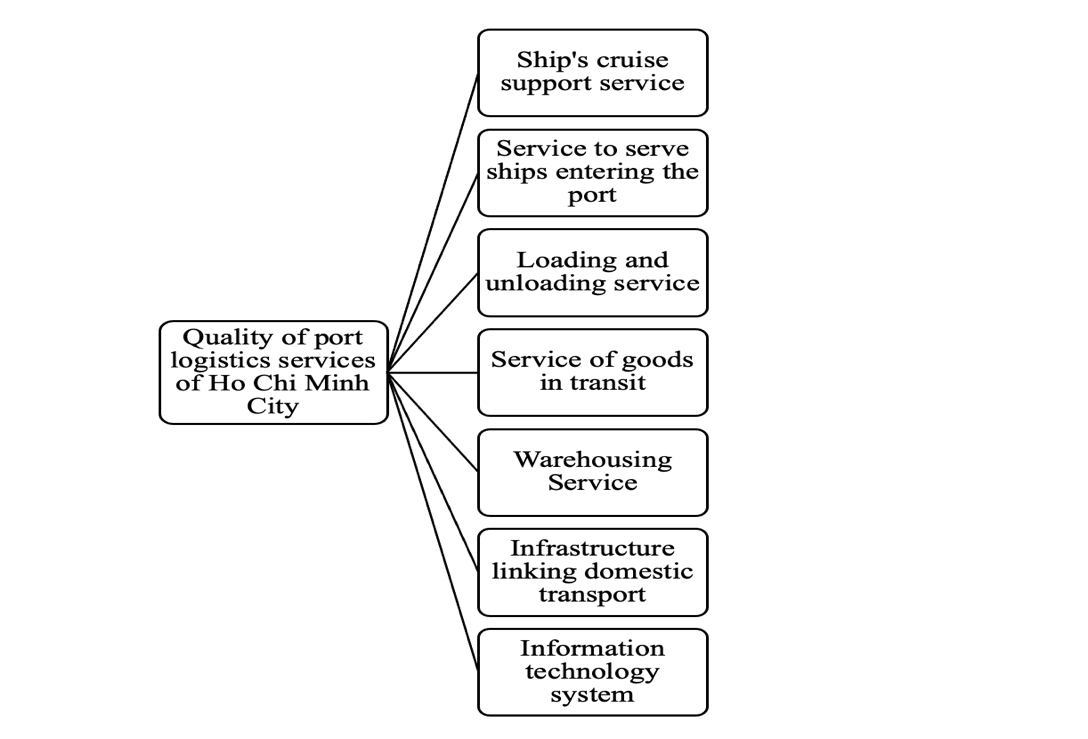 Ship's cruise
support service
Service to serve
ships entering the
port
Loading and
unloading service
Quality of port
logistics services
of Ho Chi Minh
City
Service of goods
in transit
Warehousing
Service
Infrastructure
linking domestic
transport
Information
technology
system